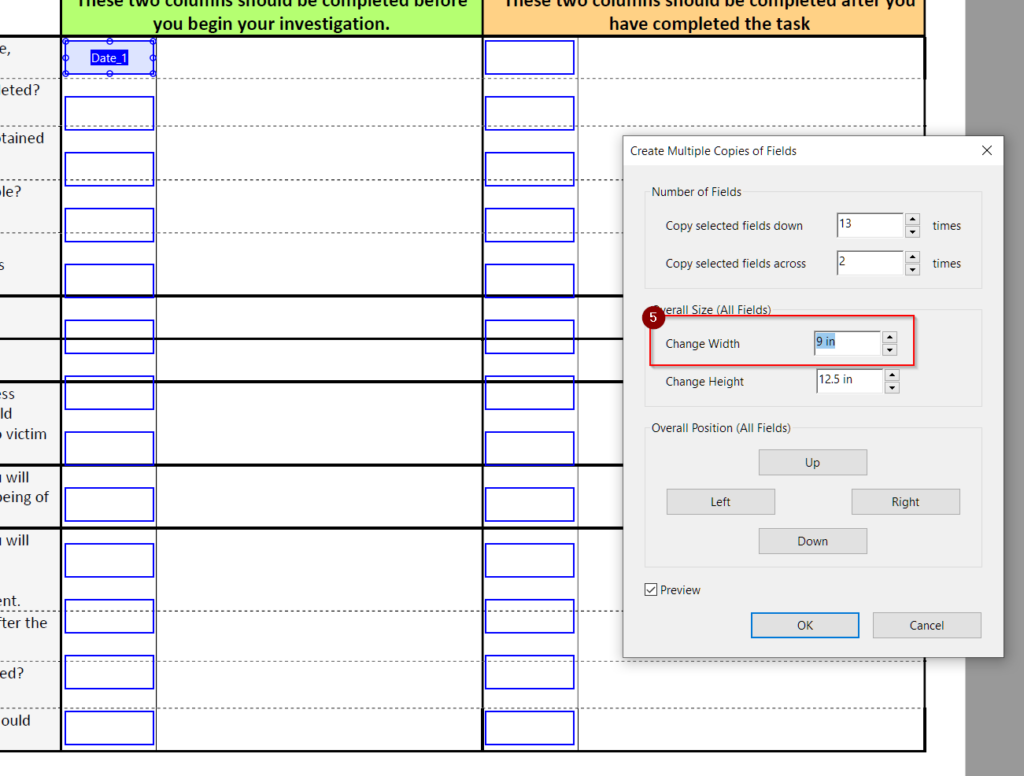 These two columns should be completed before
you begin your investigation.
These two columns should be completed after you
have completed the task
e,
Date_1
eted?
tained
le?
s
ss
ld
victim
will
eing of
will
ent.
fter the
ed?
ould
Create Multiple Copies of Fields
Number of Fields
Copy selected fields down 13 times
Copy selected fields across 2 times
5
Overall Size (All Fields)
Change Width 9 in
Change Height 12.5 in
Overall Position (All Fields)
Up
Left Right
Down
Preview
OK Cancel